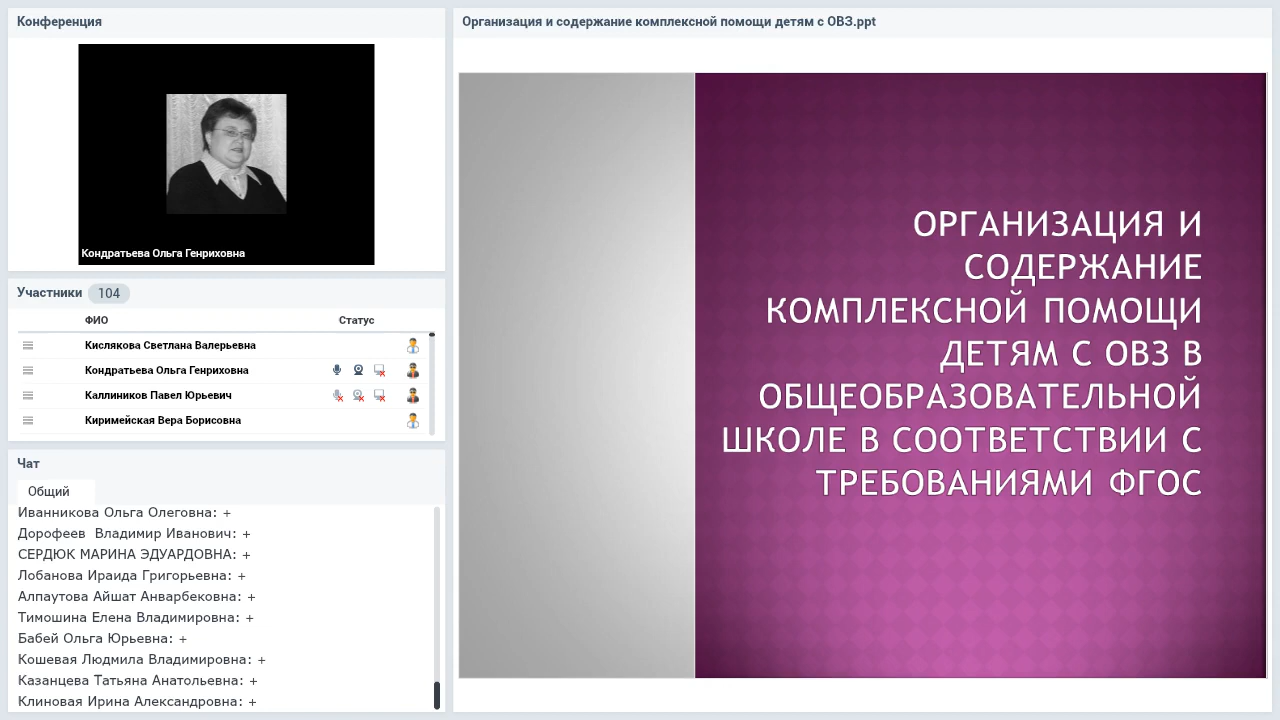 Конференция
Кондратьева Ольга Генриховна
Участники 104
ФИО Статус
Кислякова Светлана Валерьевна
Кондратьева Ольга Генриховна
Каллиников Павел Юрьевич
Киримейская Вера Борисовна
Чат
Общий
Иванникова Ольга Олеговна: +
Дорофеев  Владимир Иванович: +
СЕРДЮК МАРИНА ЭДУАРДОВНА: +
Лобанова Ираида Григорьевна: +
Алпаутова Айшат Анварбековна: +
Тимошина Елена Владимировна: +
Бабей Ольга Юрьевна: +
Кошевая Людмила Владимировна: +
Казанцева Татьяна Анатольевна: +
Клиновая Ирина Александровна: +
Организация и содержание комплексной помощи детям с ОВЗ.ppt
ОРГАНИЗАЦИЯ И
СОДЕРЖАНИЕ
КОМПЛЕКСНОЙ ПОМОЩИ
ДЕТЯМ С ОВЗ В
ОБЩЕОБРАЗОВАТЕЛЬНОЙ
ШКОЛЕ В СООТВЕТСТВИИ С
ТРЕБОВАНИЯМИ ФГОС